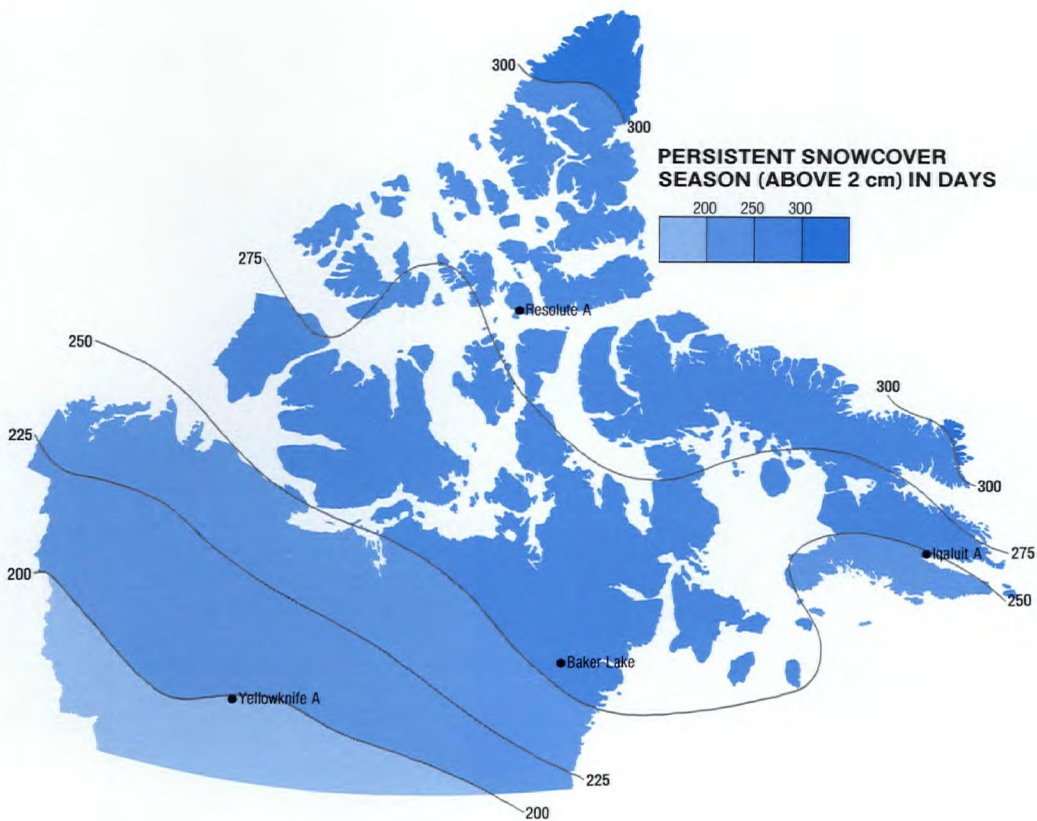 300
300
PERSISTENT SNOWCOVER
SEASON (ABOVE 2 cm) IN DAYS
200 250 300
275
Resolute A
250
300
225
300
Iqaluit A
275
200
250
Baker Lake
Yellowknife A
225
200